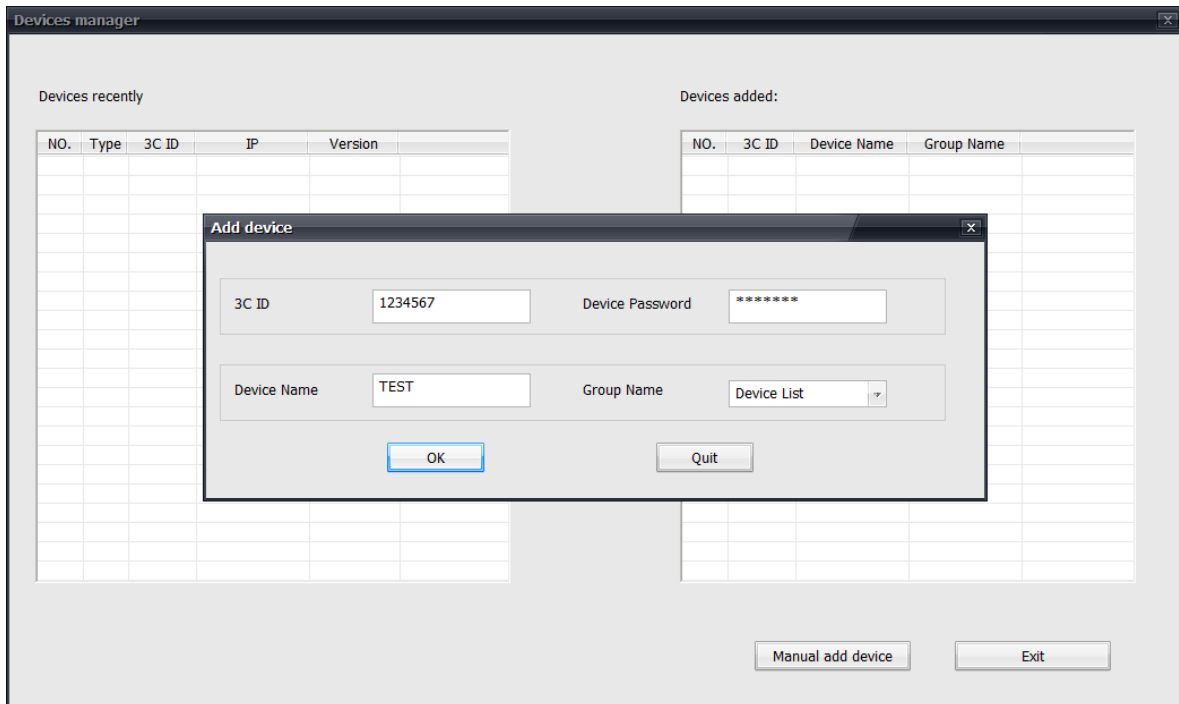 Devices manager
Devices recently
Devices added:
NO. Type 3C ID IP Version
NO. 3C ID Device Name Group Name
Add device
3C ID 1234567 Device Password *******
Device Name TEST Group Name Device List
OK Quit
Manual add device Exit